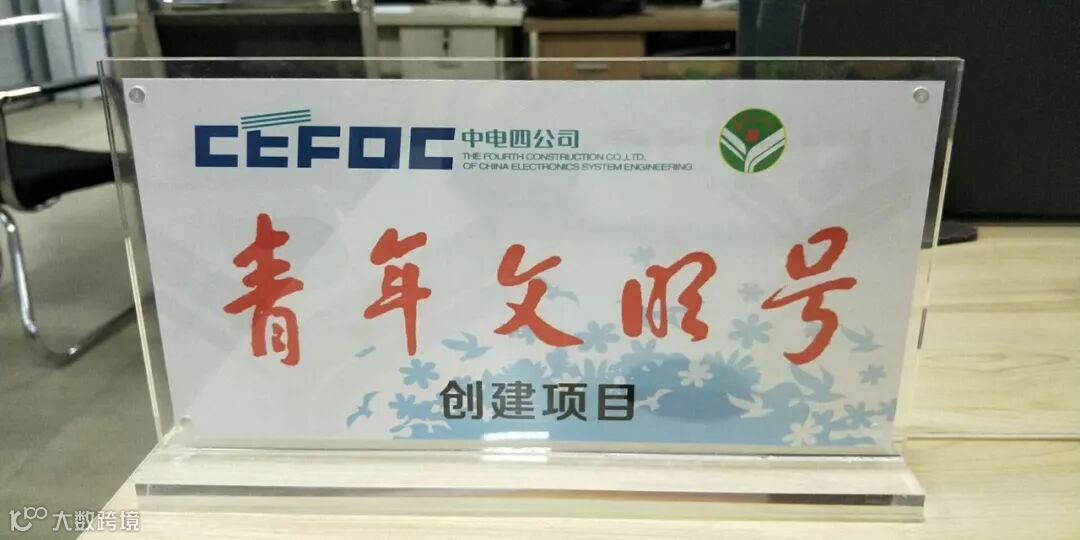 CEFOC 中电四公司
THE FOURTH CONSTRUCTION CO.,LTD.
OF CHINA ELECTRONICS SYSTEM ENGINEERING
青年文明号
创建项目
大数跨境